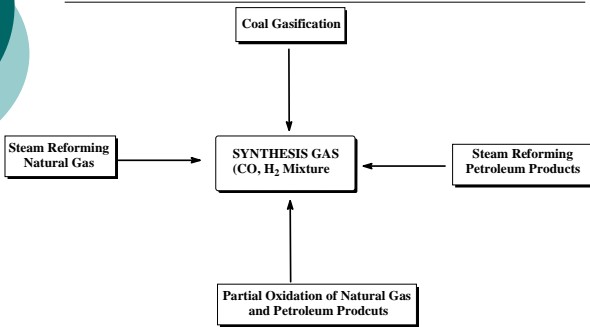 Coal Gasification
Steam Reforming
Natural Gas
SYNTHESIS GAS
(CO, H₂ Mixture
Steam Reforming
Petroleum Products
Partial Oxidation of Natural Gas
and Petroleum Prodcuts